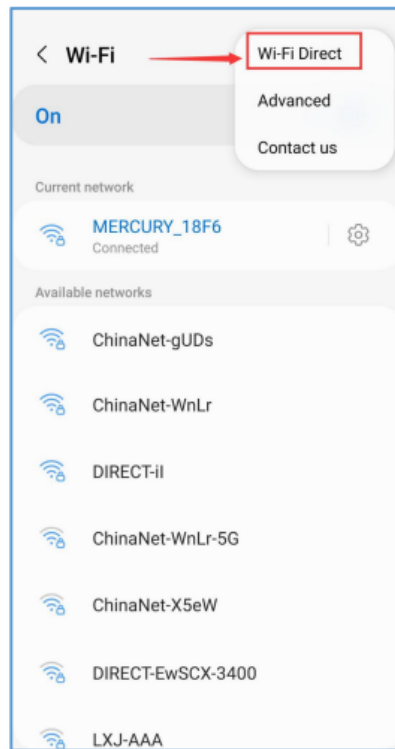 Wi-Fi
Wi-Fi Direct
Advanced
Contact us
On
Current network
MERCURY_18F6
Connected
Available networks
ChinaNet-gUDs
ChinaNet-WnLr
DIRECT-iI
ChinaNet-WnLr-5G
ChinaNet-X5eW
DIRECT-EwSCX-3400
LXJ-AAA